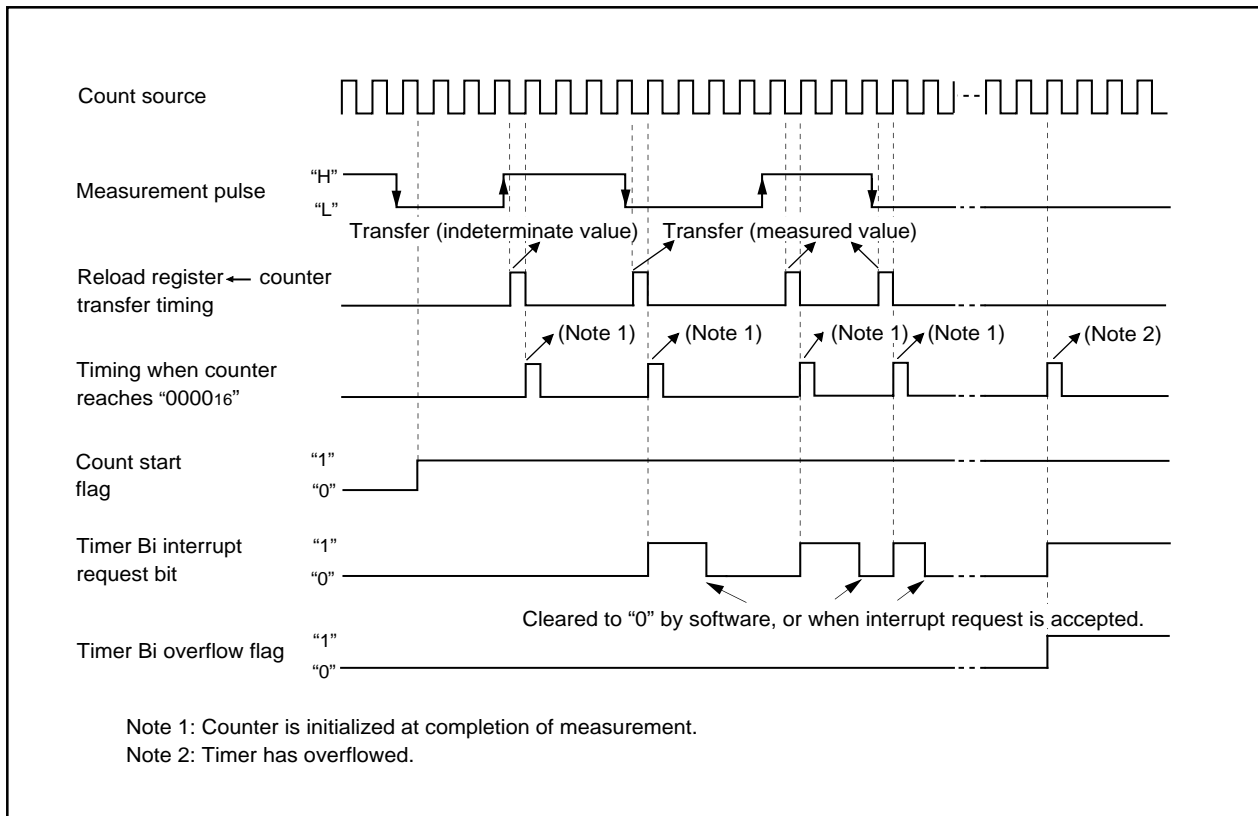 Count source
Measurement pulse
“H”
“L”
Transfer (indeterminate value)
Transfer (measured value)
Reload register ← counter
transfer timing
(Note 1)
(Note 1)
(Note 1)
(Note 1)
(Note 2)
Timing when counter
reaches “000016”
Count start
flag
“1”
“0”
Timer Bi interrupt
request bit
“1”
“0”
Cleared to “0” by software, or when interrupt request is accepted.
Timer Bi overflow flag
“1”
“0”
Note 1: Counter is initialized at completion of measurement.
Note 2: Timer has overflowed.